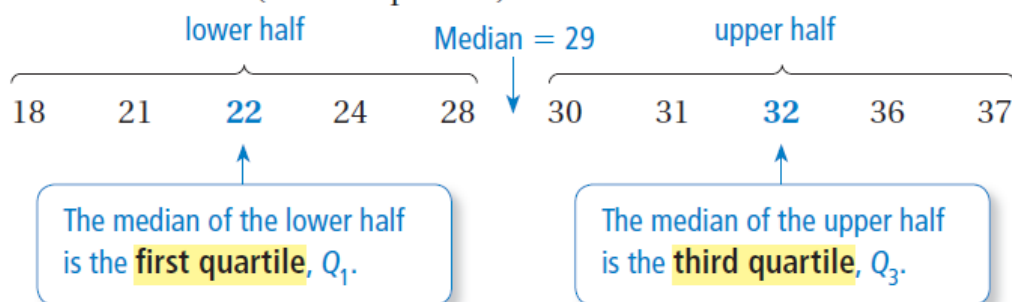 lower half
Median = 29
upper half
18 21 22 24 28 30 31 32 36 37
The median of the lower half
is the first quartile, Q₁.
The median of the upper half
is the third quartile, Q₃.